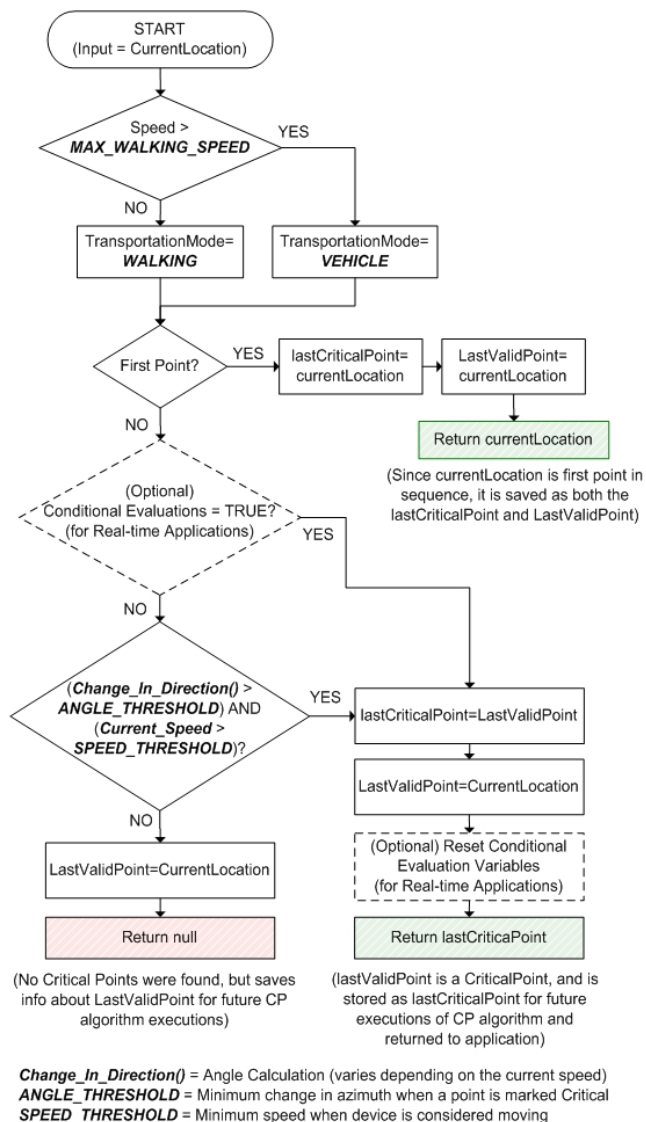 START
(Input = CurrentLocation)
Speed >
MAX_WALKING_SPEED
YES
NO
TransportationMode=
WALKING
TransportationMode=
VEHICLE
First Point?
YES
lastCriticalPoint=
currentLocation
LastValidPoint=
currentLocation
Return currentLocation
(Since currentLocation is first point in
sequence, it is saved as both the
lastCriticalPoint and LastValidPoint)
NO
(Optional)
Conditional Evaluations = TRUE?
(for Real-time Applications)
YES
NO
(Change_In_Direction() >
ANGLE_THRESHOLD) AND
(Current_Speed >
SPEED_THRESHOLD)?
YES
lastCriticalPoint=LastValidPoint
LastValidPoint=CurrentLocation
(Optional) Reset Conditional
Evaluation Variables
(for Real-time Applications)
Return lastCriticaPoint
(lastValidPoint is a CriticalPoint, and is
stored as lastCriticalPoint for future
executions of CP algorithm and
returned to application)
NO
LastValidPoint=CurrentLocation
Return null
(No Critical Points were found, but saves
info about LastValidPoint for future CP
algorithm executions)
Change_In_Direction() = Angle Calculation (varies depending on the current speed)
ANGLE_THRESHOLD = Minimum change in azimuth when a point is marked Critical
SPEED_THRESHOLD = Minimum speed when device is considered moving